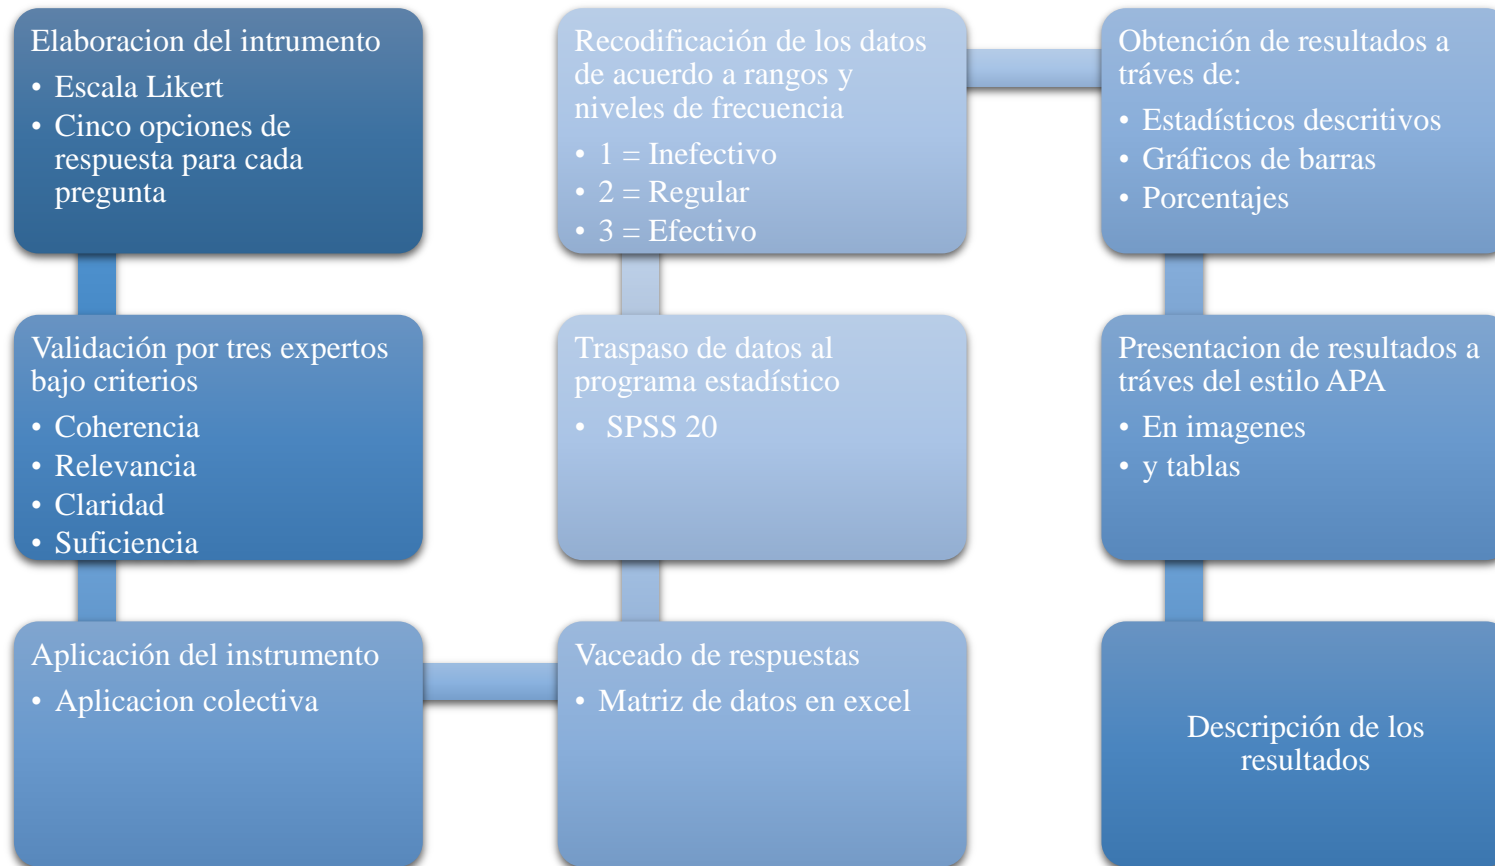 Elaboracion del intrumento
• Escala Likert
• Cinco opciones de
respuesta para cada
pregunta
Validación por tres expertos
bajo criterios
• Coherencia
• Relevancia
• Claridad
• Suficiencia
Aplicación del instrumento
• Aplicacion colectiva
Vaceado de respuestas
• Matriz de datos en excel
Traspaso de datos al
programa estadístico
• SPSS 20
Recodificación de los datos
de acuerdo a rangos y
niveles de frecuencia
• 1 = Inefectivo
• 2 = Regular
• 3 = Efectivo
Obtención de resultados a
tráves de:
• Estadísticos descritivos
• Gráficos de barras
• Porcentajes
Presentacion de resultados a
tráves del estilo APA
• En imagenes
• y tablas
Descripción de los
resultados